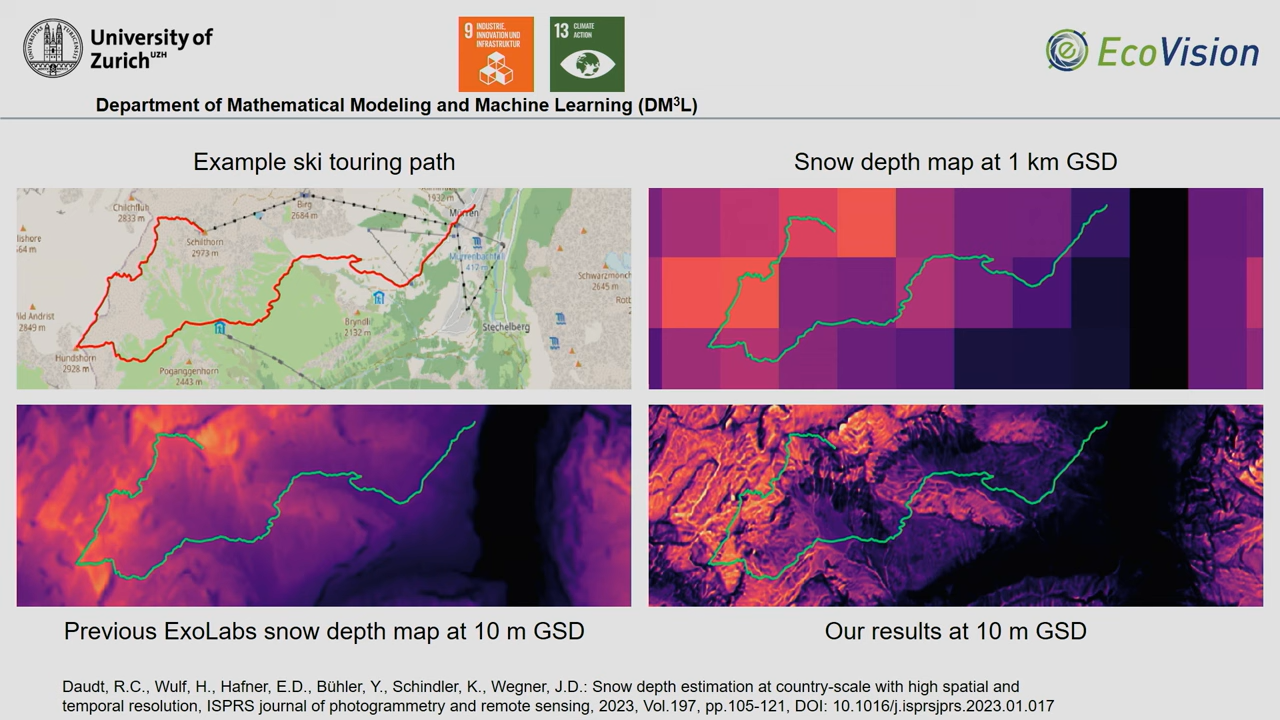 University of
Zurich UZH
9 INDUSTRIE,
INNOVATION UND
INFRASTRUKTUR
13 CLIMATE
ACTION
EcoVision
Department of Mathematical Modeling and Machine Learning (DM³L)
Example ski touring path
Snow depth map at 1 km GSD
Birg
2684 m
1932 m
Chilchfluh
2833 m
Mürren
Schilthorn
2973 m
Mürrenbachfall
417 m
Schwarzmönch
2645 m
2849 m
Bryndli
2132 m
Stechelberg
Hundshorn
2928 m
Poganggenhorn
2443 m
Previous ExoLabs snow depth map at 10 m GSD
Our results at 10 m GSD
Daudt, R.C., Wulf, H., Hafner, E.D., Bühler, Y., Schindler, K., Wegner, J.D.: Snow depth estimation at country-scale with high spatial and
temporal resolution, ISPRS journal of photogrammetry and remote sensing, 2023, Vol.197, pp.105-121, DOI: 10.1016/j.isprsjprs.2023.01.017